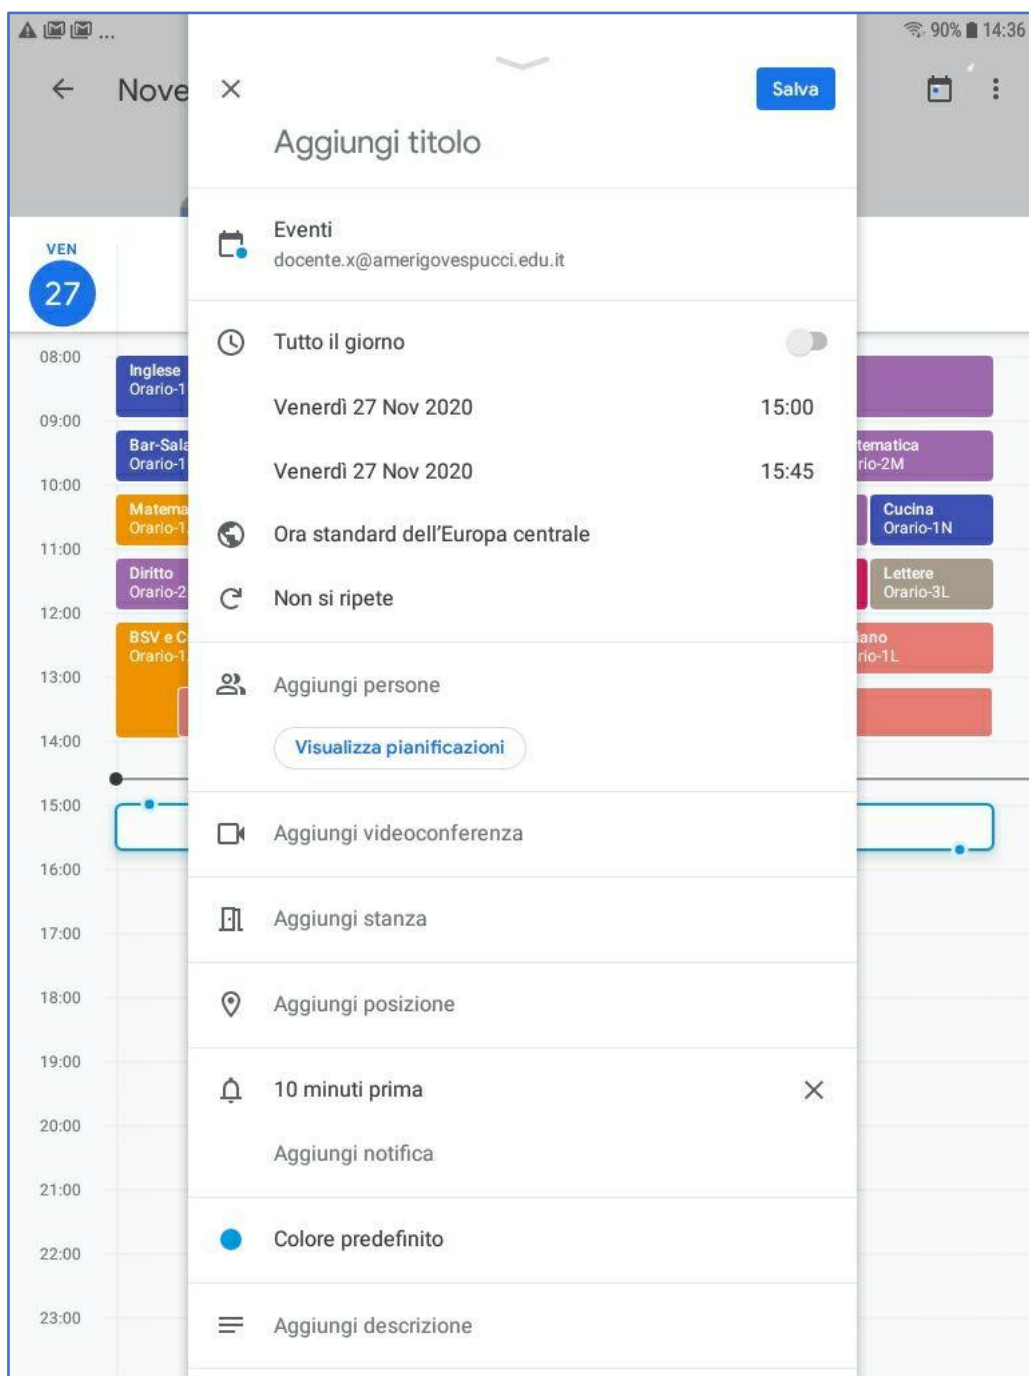 ...
90% 14:36
Nove
Salva
Aggiungi titolo
Eventi
docente.x@amerigovespucci.edu.it
VEN
27
Tutto il giorno
Venerdì 27 Nov 2020 15:00
Venerdì 27 Nov 2020 15:45
Ora standard dell'Europa centrale
Non si ripete
Aggiungi persone
Visualizza pianificazioni
Aggiungi videoconferenza
Aggiungi stanza
Aggiungi posizione
10 minuti prima
Aggiungi notifica
Colore predefinito
Aggiungi descrizione
08:00
09:00
10:00
11:00
12:00
13:00
14:00
15:00
16:00
17:00
18:00
19:00
20:00
21:00
22:00
23:00
Inglese
Orario-1
Bar-Sala
Orario-1
Matema
Orario-1
Diritto
Orario-2
BSV e C
Orario-1
tematica
rio-2M
Cucina
Orario-1N
Lettere
Orario-3L
iano
rio-1L